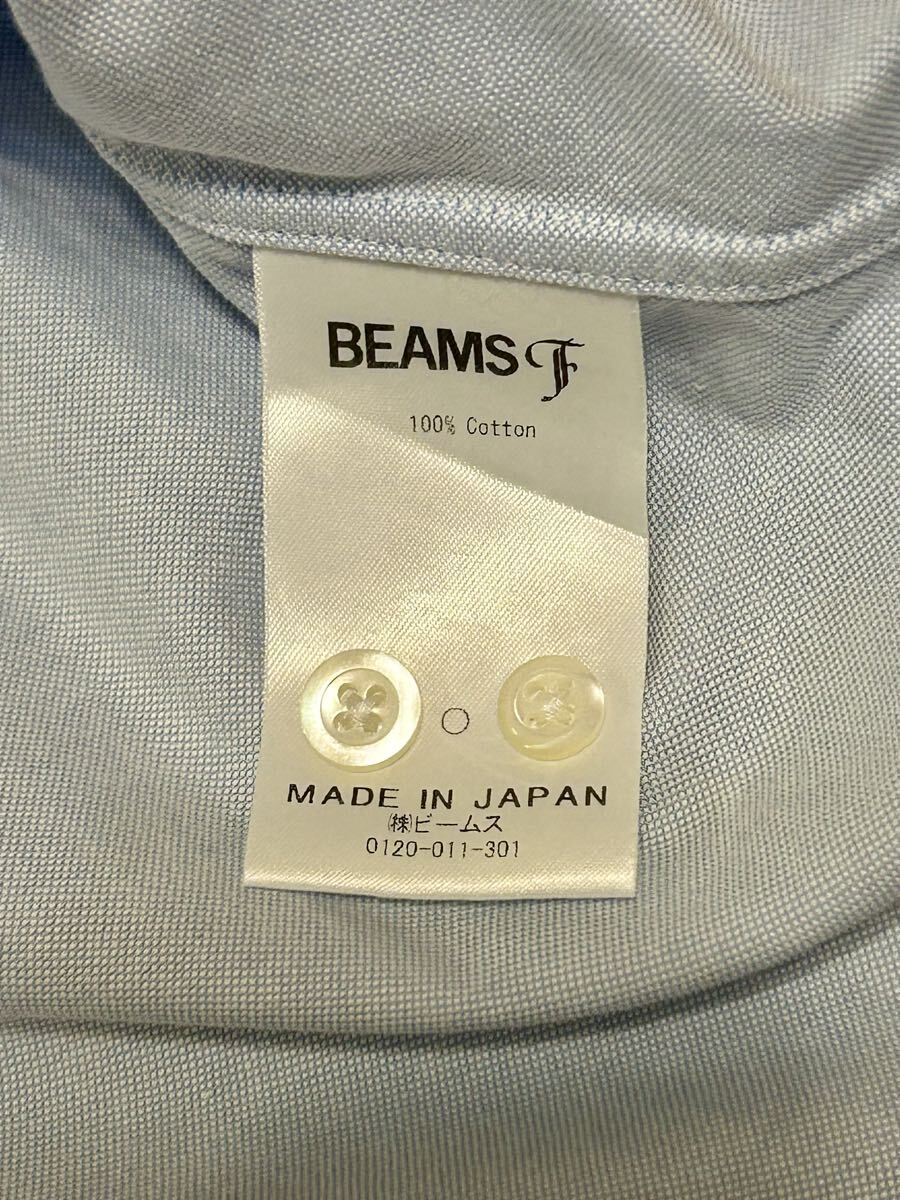 BEAMS F
100% Cotton
MADE IN JAPAN
㈱ビームス
0120-011-301